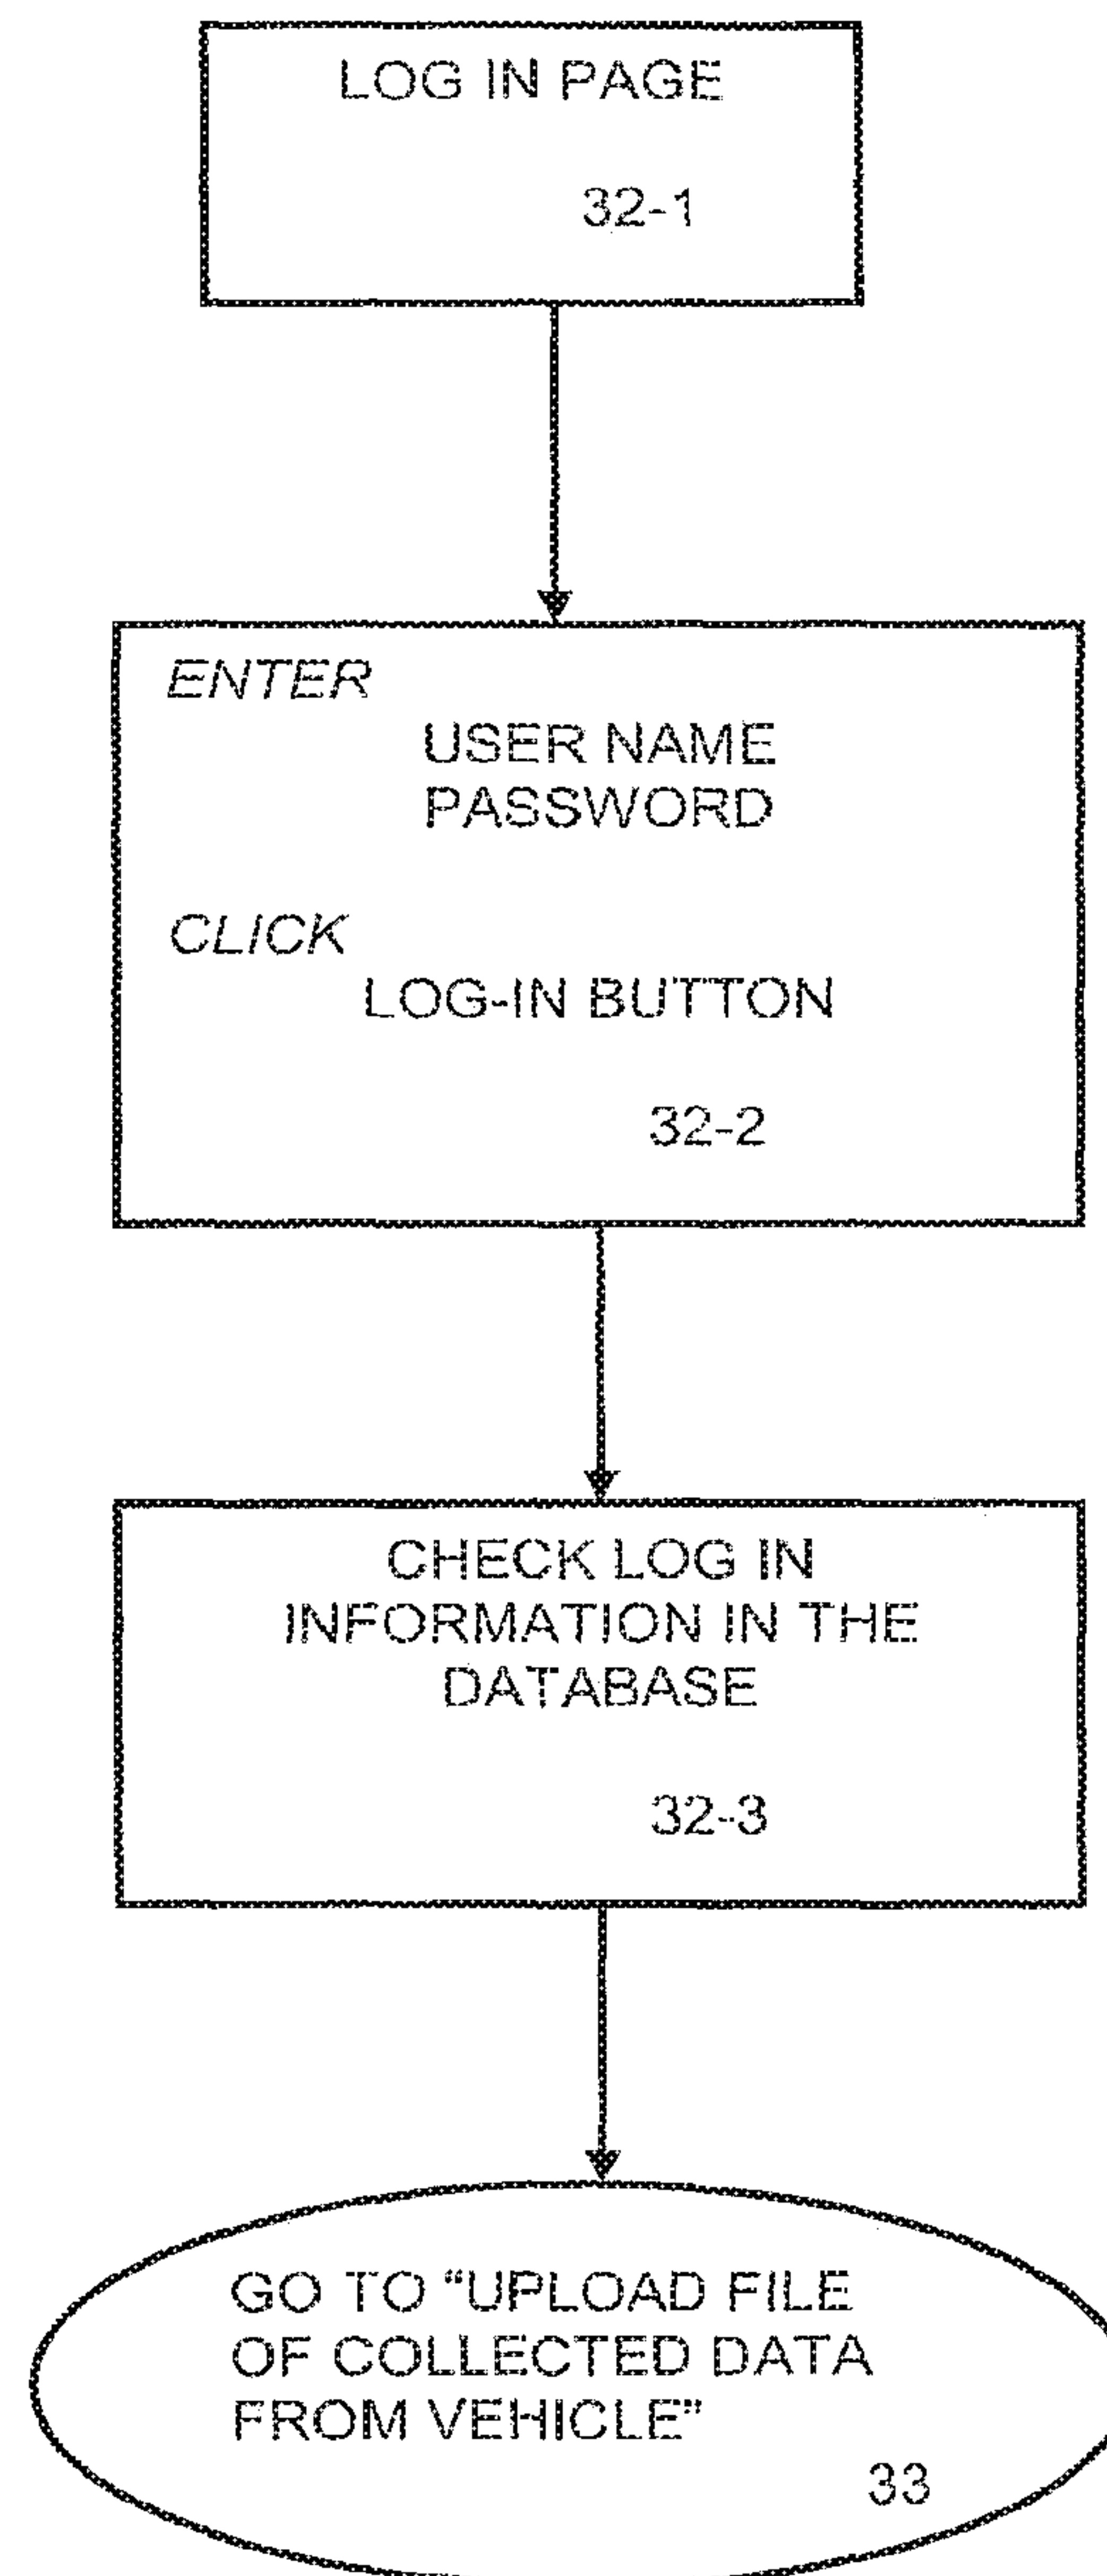 LOG IN PAGE
32-1
ENTER
USER NAME
PASSWORD
CLICK
LOG-IN BUTTON
32-2
CHECK LOG IN
INFORMATION IN THE
DATABASE
32-3
GO TO “UPLOAD FILE
OF COLLECTED DATA
FROM VEHICLE”
33